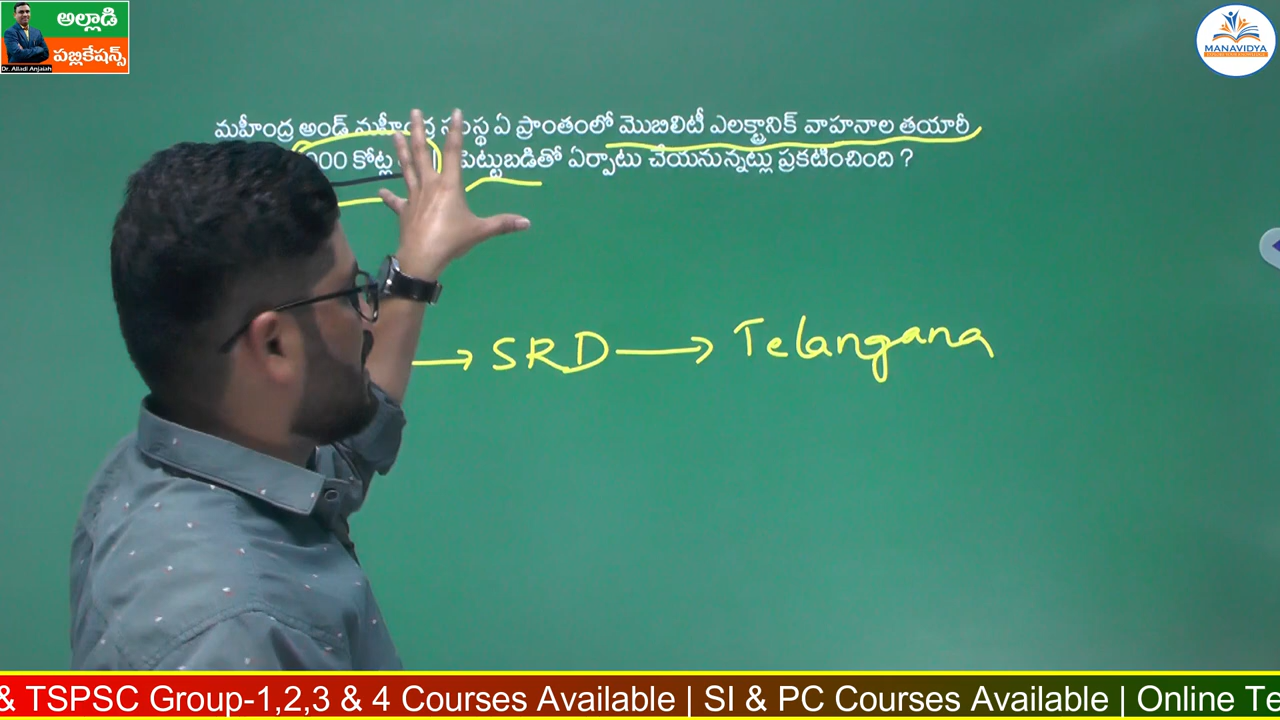 అల్లాడి
పబ్లికేషన్స్
Dr. Alladi Anjaiah
MANAVIDYA
మహీంద్ర అండ్ మహీంద్ర సంస్థ ఏ ప్రాంతంలో మొబిలిటీ ఎలక్ట్రానిక్ వాహనాల తయారీ
000 కోట్ల పెట్టుబడితో ఏర్పాటు చేయనున్నట్లు ప్రకటించింది ?
→ SRD → Telangana
& TSPSC Group-1,2,3 & 4 Courses Available | SI & PC Courses Available | Online Te